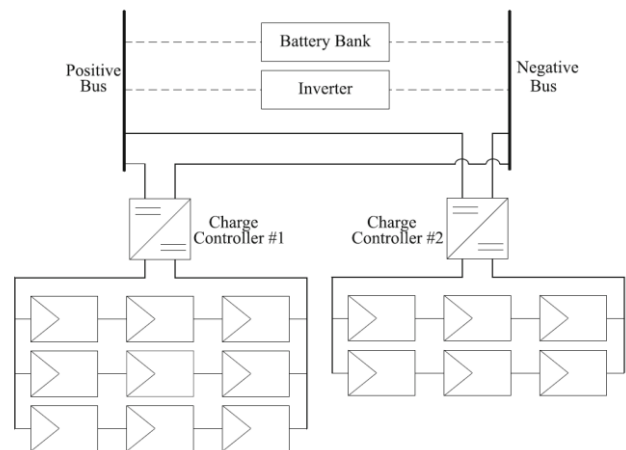 Battery Bank
Positive
Bus
Negative
Bus
Inverter
Charge
Controller #1
Charge
Controller #2